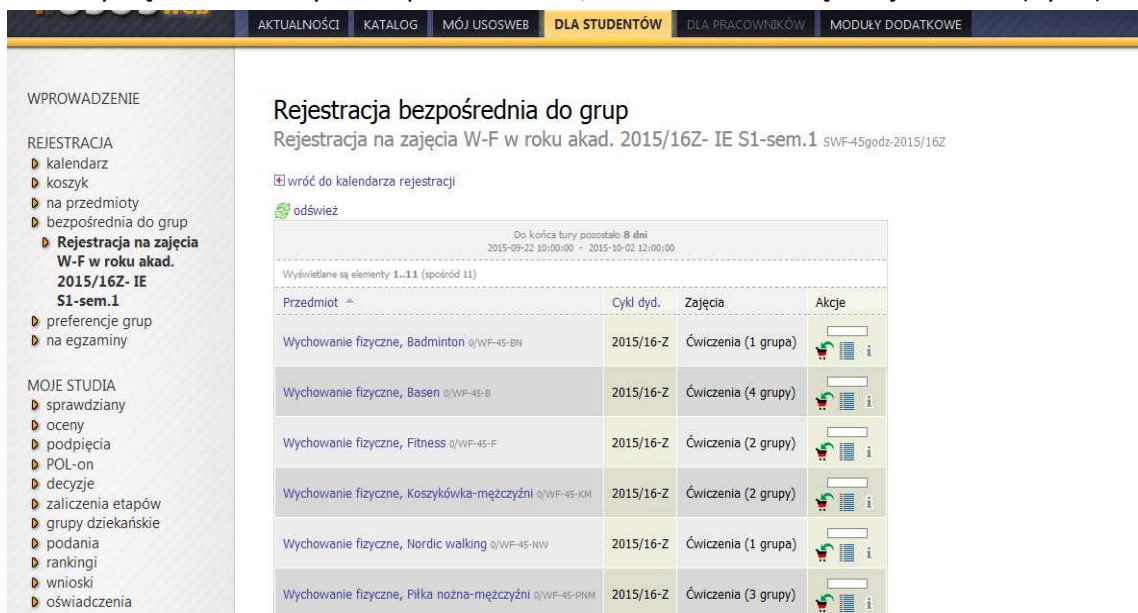 AKTUALNOŚCI KATALOG MÓJ USOSWEB DLA STUDENTÓW DLA PRACOWNIKÓW MODUŁY DODATKOWE
WPROWADZENIE
REJESTRACJA
kalendarz
koszyk
na przedmioty
bezpośrednia do grup
Rejestracja na zajęcia
W-F w roku akad.
2015/16Z- IE
S1-sem.1
preferencje grup
na egzaminy
MOJE STUDIA
sprawdziany
oceny
podpięcia
POL-on
decyzje
zaliczenia etapów
grupy dziekańskie
podania
rankingi
wnioski
oświadczenia
Rejestracja bezpośrednia do grup
Rejestracja na zajęcia W-F w roku akad. 2015/16Z- IE S1-sem.1 SWF-45godz-2015/16Z
wróć do kalendarza rejestracji
odśwież
Do końca tury pozostało 8 dni
2015-09-22 10:00:00 - 2015-10-02 12:00:00
Wyświetlane są elementy 1..11 (spośród 11)
Przedmiot Cykl dyd. Zajęcia Akcje
Wychowanie fizyczne, Badminton 0/WF-45-BN 2015/16-Z Ćwiczenia (1 grupa)
Wychowanie fizyczne, Basen 0/WF-45-B 2015/16-Z Ćwiczenia (4 grupy)
Wychowanie fizyczne, Fitness 0/WF-45-F 2015/16-Z Ćwiczenia (2 grupy)
Wychowanie fizyczne, Koszykówka-mężczyźni 0/WF-45-KM 2015/16-Z Ćwiczenia (2 grupy)
Wychowanie fizyczne, Nordic walking 0/WF-45-NW 2015/16-Z Ćwiczenia (1 grupa)
Wychowanie fizyczne, Piłka nożna-mężczyźni 0/WF-45-PNM 2015/16-Z Ćwiczenia (3 grupy)